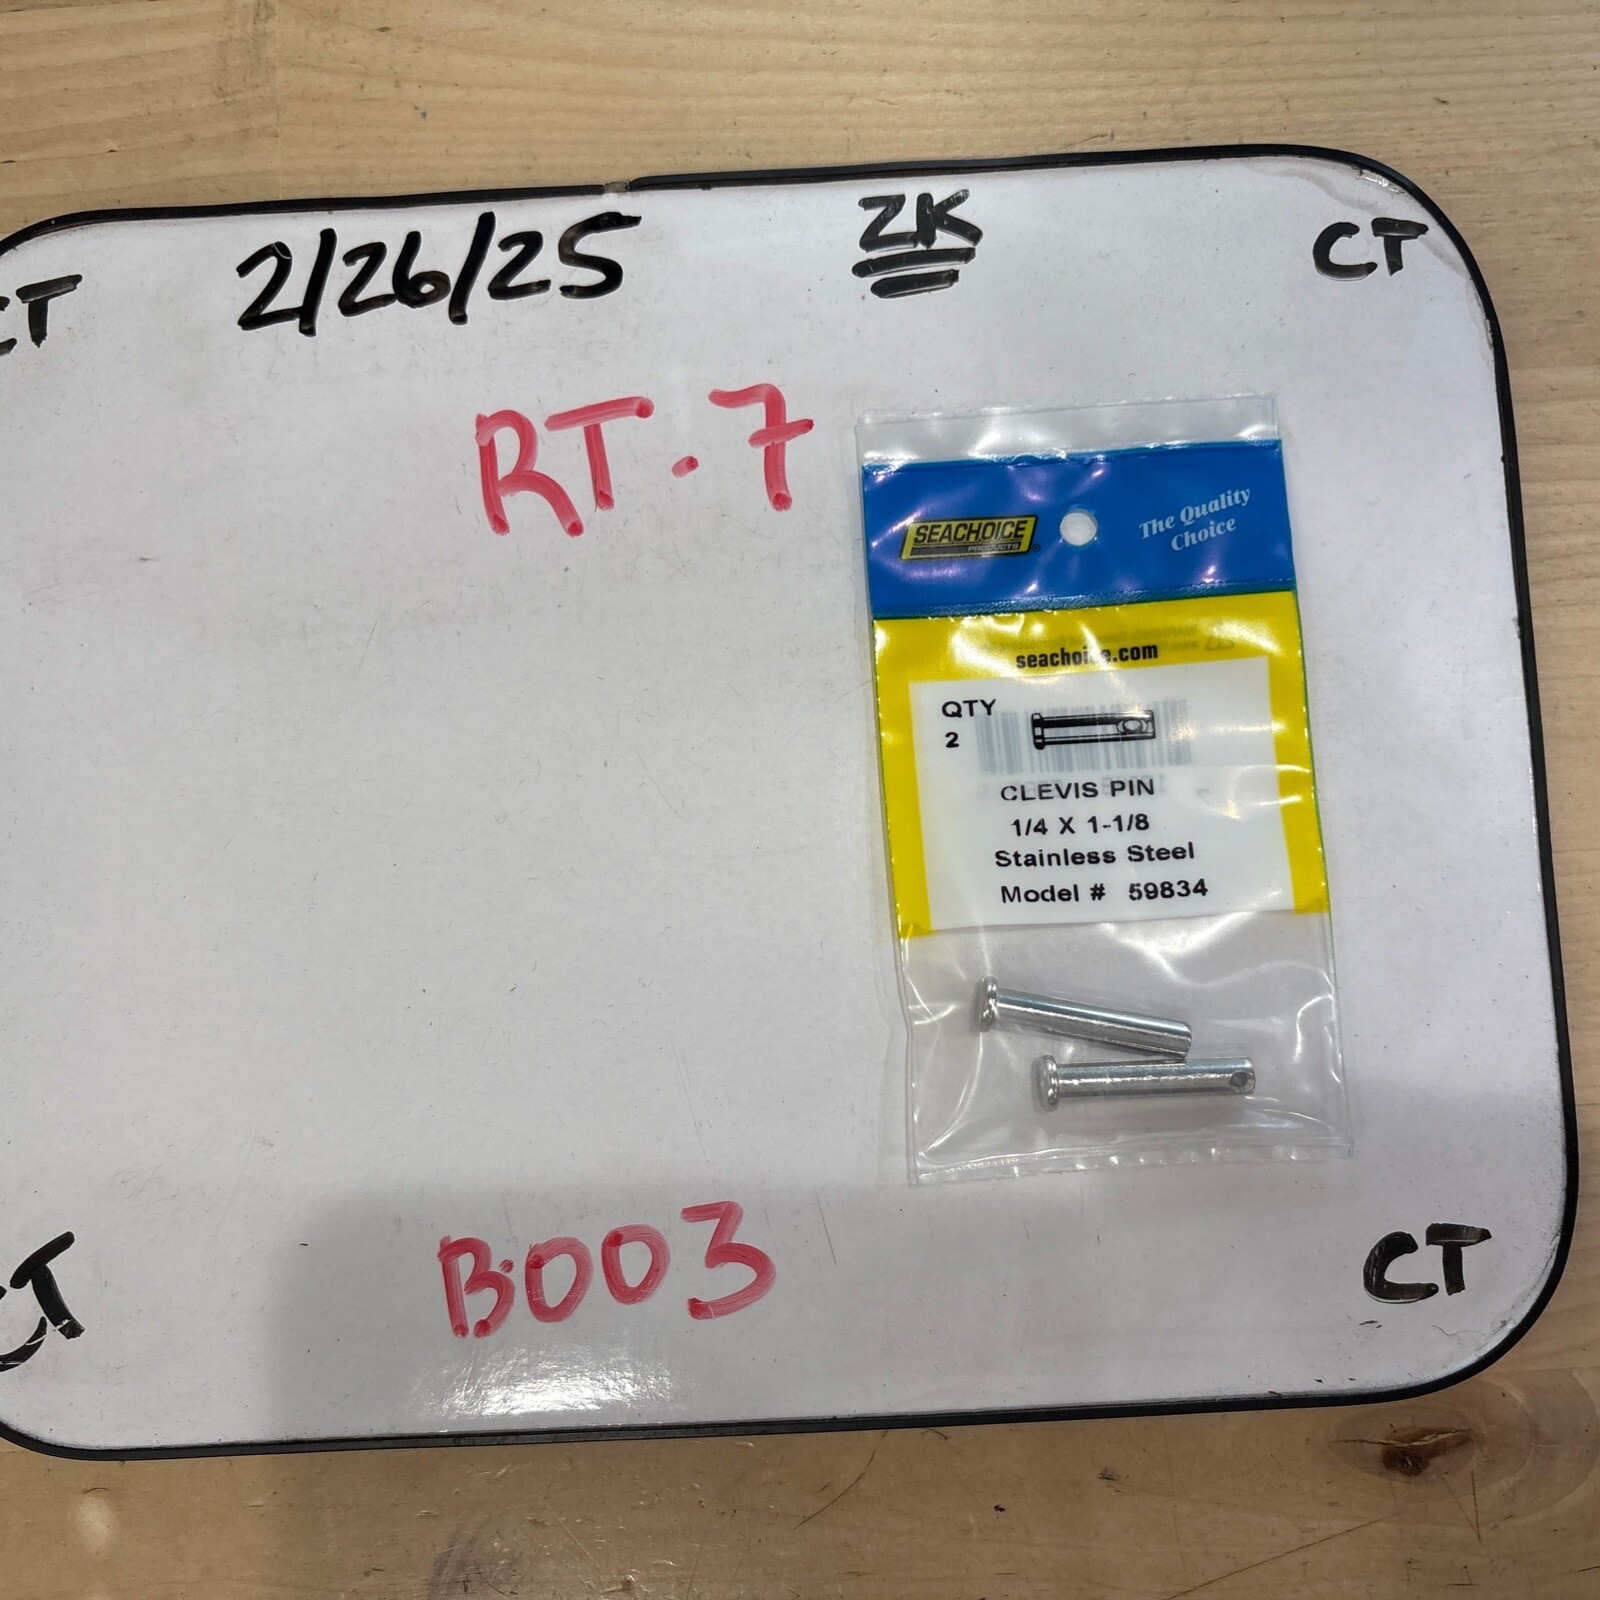 CT
2/26/25
ZK
CT
RT.7
SEACHOICE
PRODUCTS
The Quality
Choice
seachoice.com
QTY
2
CLEVIS PIN
1/4 X 1-1/8
Stainless Steel
Model # 59834
B003
CT
CT